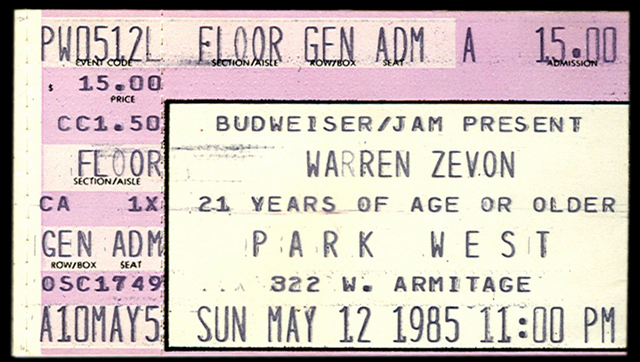 PW0512L FLOOR GEN ADM A 15.00
EVENT CODE SECTION/AISLE ROW/BOX SEAT ADMISSION
$ 15.00
PRICE
CC1.50
BUDWEISER/JAM PRESENT
FLOOR
SECTION/AISLE
WARREN ZEVON
CA 1X
21 YEARS OF AGE OR OLDER
GEN ADM
ROW/BOX SEAT
PARK WEST
OSC1749
322 W. ARMITAGE
A10MAY5
SUN MAY 12 1985 11:00 PM